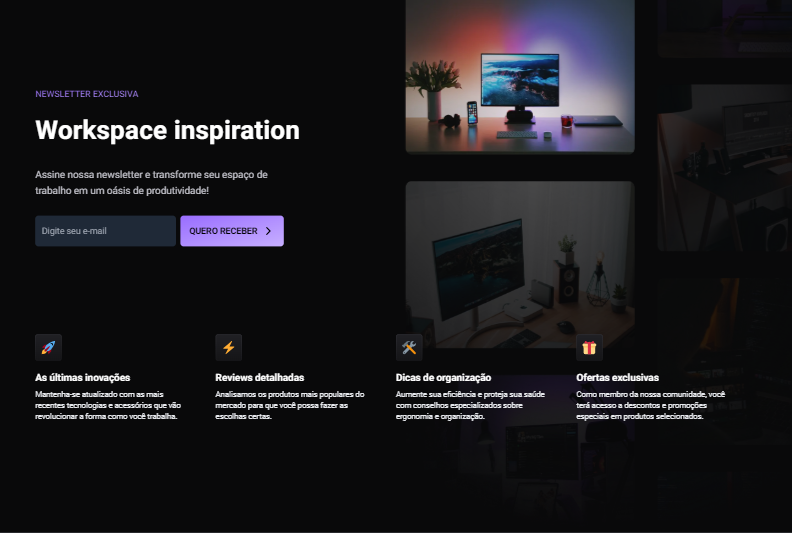 NEWSLETTER EXCLUSIVA
Workspace inspiration
Assine nossa newsletter e transforme seu espaço de
trabalho em um oásis de produtividade!
Digite seu e-mail
QUERO RECEBER
As últimas inovações
Mantenha-se atualizado com as mais
recentes tecnologias e acessórios que vão
revolucionar a forma como você trabalha.
Reviews detalhadas
Analisamos os produtos mais populares do
mercado para que você possa fazer as
escolhas certas.
Dicas de organização
Aumente sua eficiência e proteja sua saúde
com conselhos especializados sobre
ergonomia e organização.
Ofertas exclusivas
Como membro da nossa comunidade, você
terá acesso a descontos e promoções
especiais em produtos selecionados.